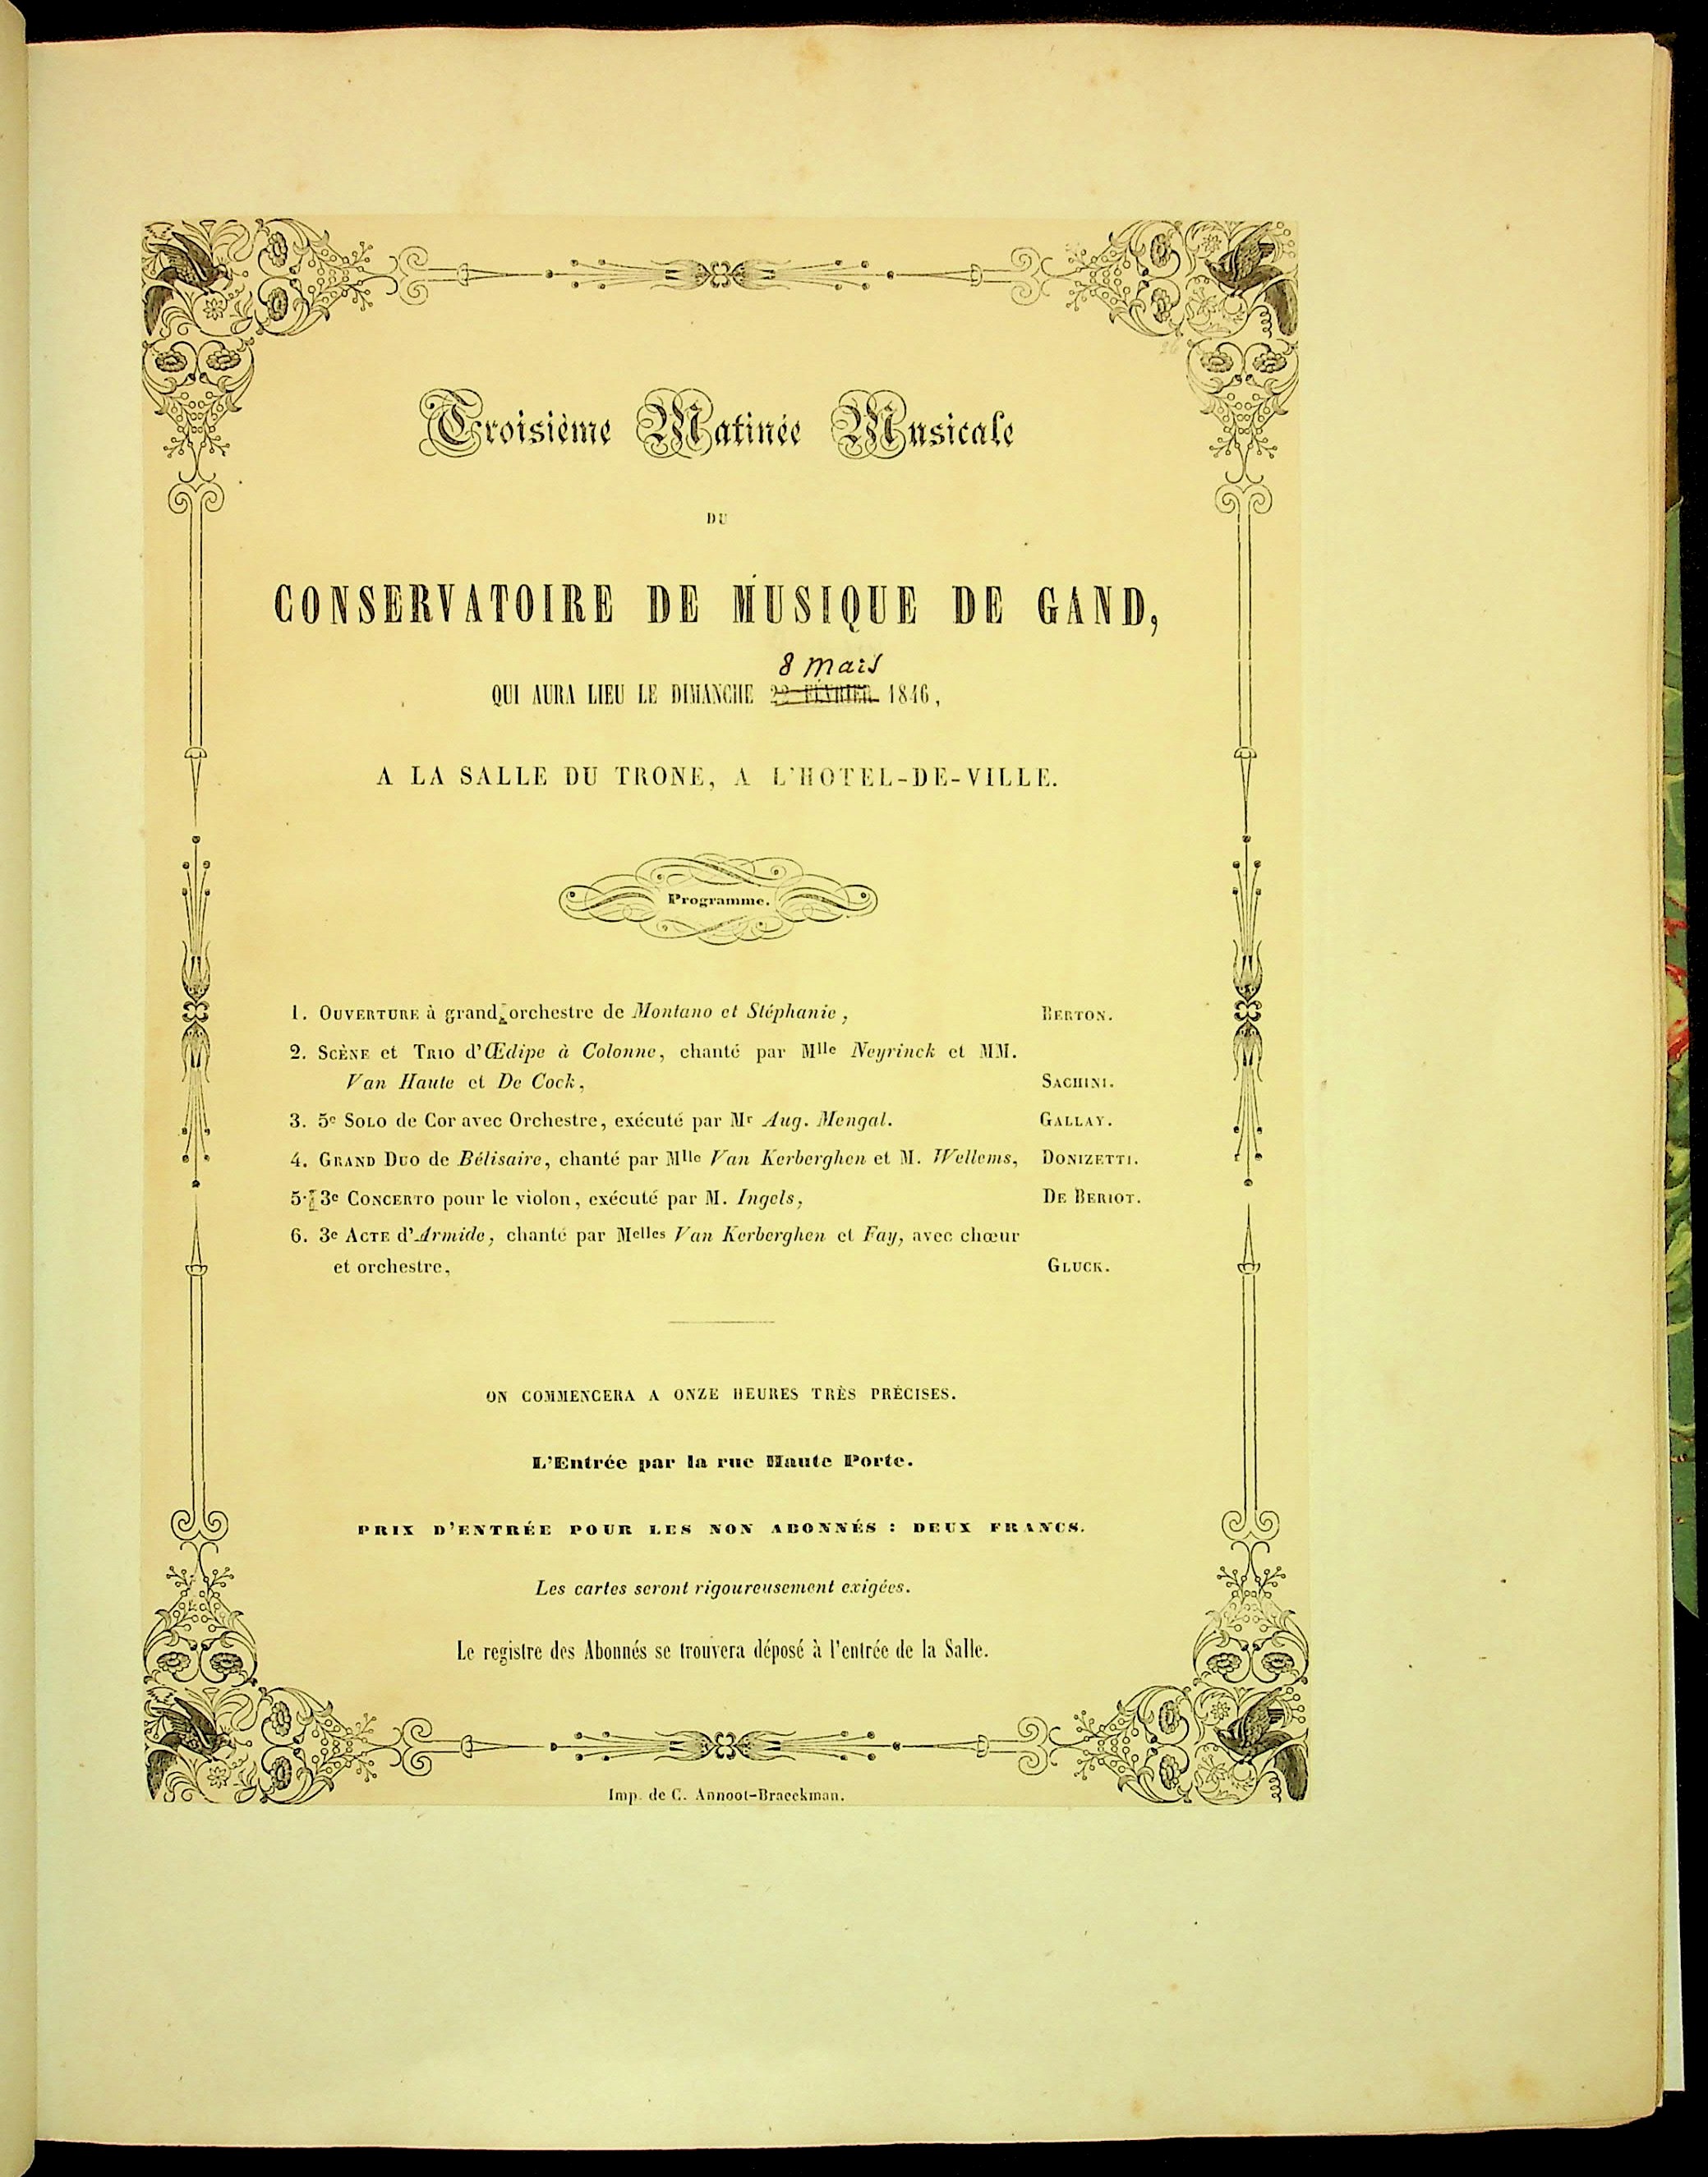 Troisième Matinée Musicale
DU
CONSERVATOIRE DE MUSIQUE DE GAND,
8 Mars
QUI AURA LIEU LE DIMANCHE 22 FÉVRIER 1846,
A LA SALLE DU TRONE, A L'HOTEL-DE-VILLE.
Programme.
1. OUVERTURE à grand orchestre de Montano et Stéphanie, BERTON.
2. SCÈNE et TRIO d'Œdipe à Colonne, chanté par Mlle Neyrinck et MM.
Van Haute et De Cock, SACHINI.
3. 5e SOLO de Cor avec Orchestre, exécuté par Mr Aug. Mengal. GALLAY.
4. GRAND DUO de Bélisaire, chanté par Mlle Van Kerberghen et M. Wellems, DONIZETTI.
5. 3e CONCERTO pour le violon, exécuté par M. Ingels, DE BERIOT.
6. 3e ACTE d'Armide, chanté par Melles Van Kerberghen et Fay, avec chœur
et orchestre, GLUCK.
ON COMMENCERA A ONZE HEURES TRÈS PRÉCISES.
L'Entrée par la rue Haute Porte.
PRIX D'ENTRÉE POUR LES NON ABONNÉS : DEUX FRANCS.
Les cartes seront rigoureusement exigées.
Le registre des Abonnés se trouvera déposé à l'entrée de la Salle.
Imp. de C. Annoot-Braeckman.